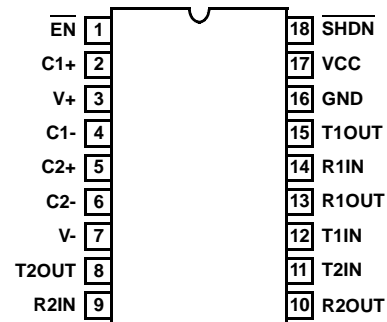 EN 1 18 SHDN
C1+ 2 17 VCC
V+ 3 16 GND
C1- 4 15 T1OUT
C2+ 5 14 R1IN
C2- 6 13 R1OUT
V- 7 12 T1IN
T2OUT 8 11 T2IN
R2IN 9 10 R2OUT